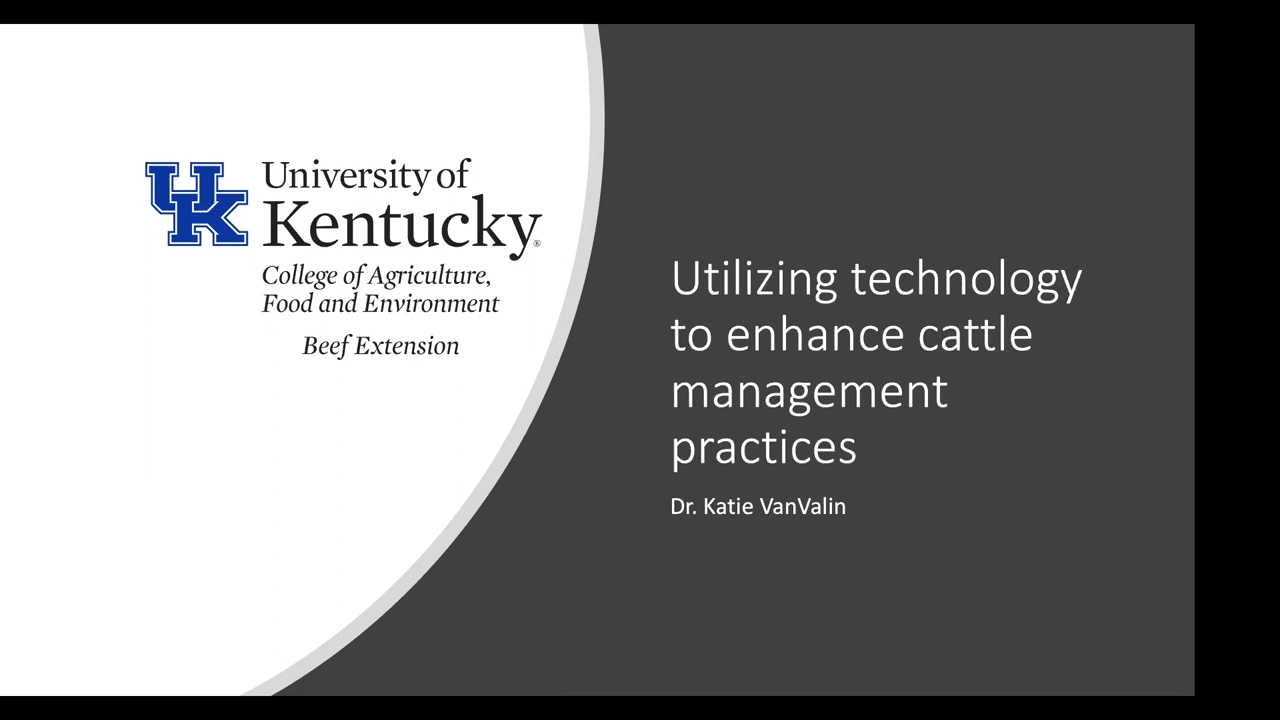 UK
University of
Kentucky®
College of Agriculture,
Food and Environment
Beef Extension
Utilizing technology
to enhance cattle
management
practices
Dr. Katie VanValin